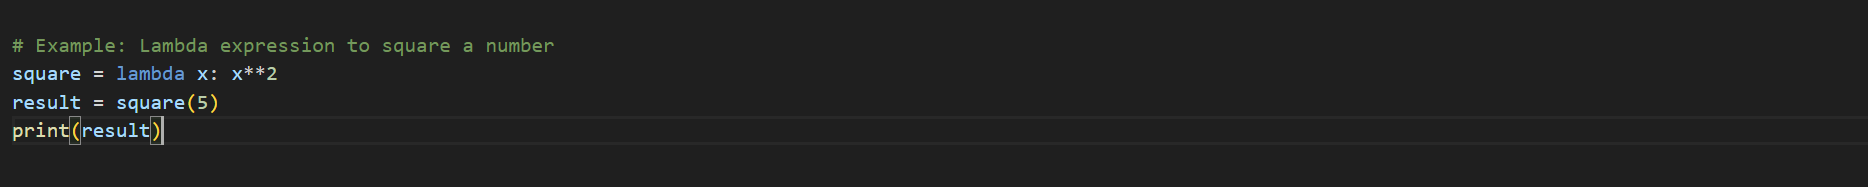 # Example: Lambda expression to square a number
square = lambda x: x**2
result = square(5)
print(result)